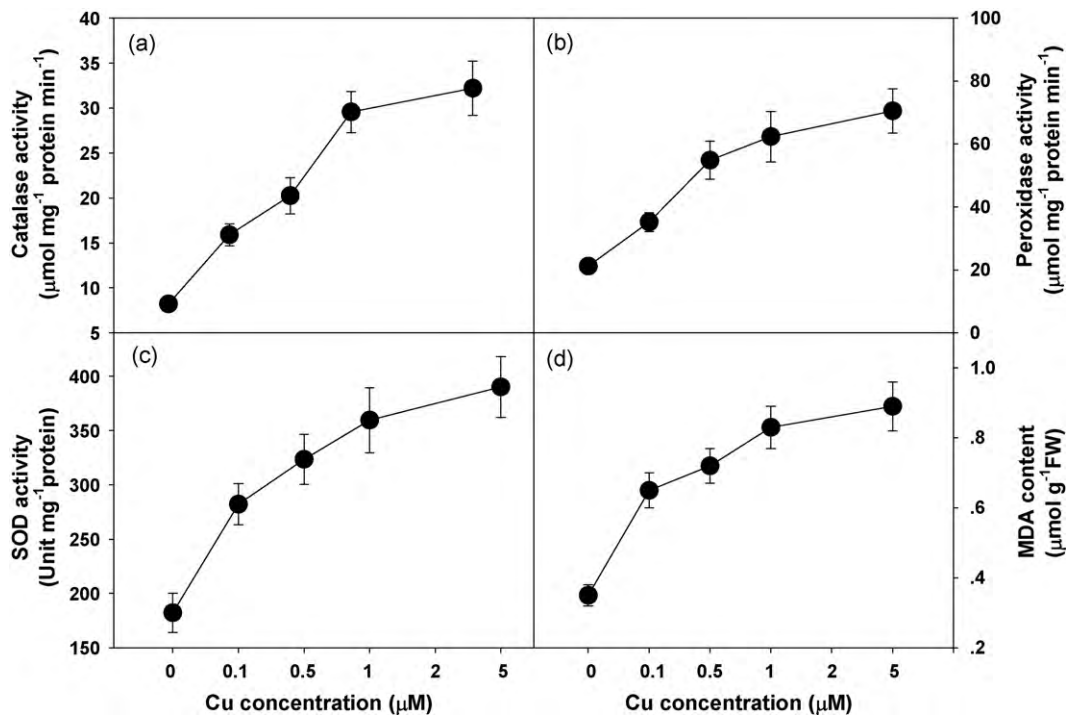 (a)
Catalase activity
(μmol mg⁻¹ protein min⁻¹)
40
35
30
25
20
15
10
5
(b)
100
80
60
40
20
0
Peroxidase activity
(μmol mg⁻¹ protein min⁻¹)
(c)
SOD activity
(Unit mg⁻¹protein)
400
350
300
250
200
150
0
0.1
0.5
1
2
5
Cu concentration (μM)
(d)
1.0
.8
.6
.4
.2
MDA content
(μmol g⁻¹FW)
0
0.1
0.5
1
2
5
Cu concentration (μM)